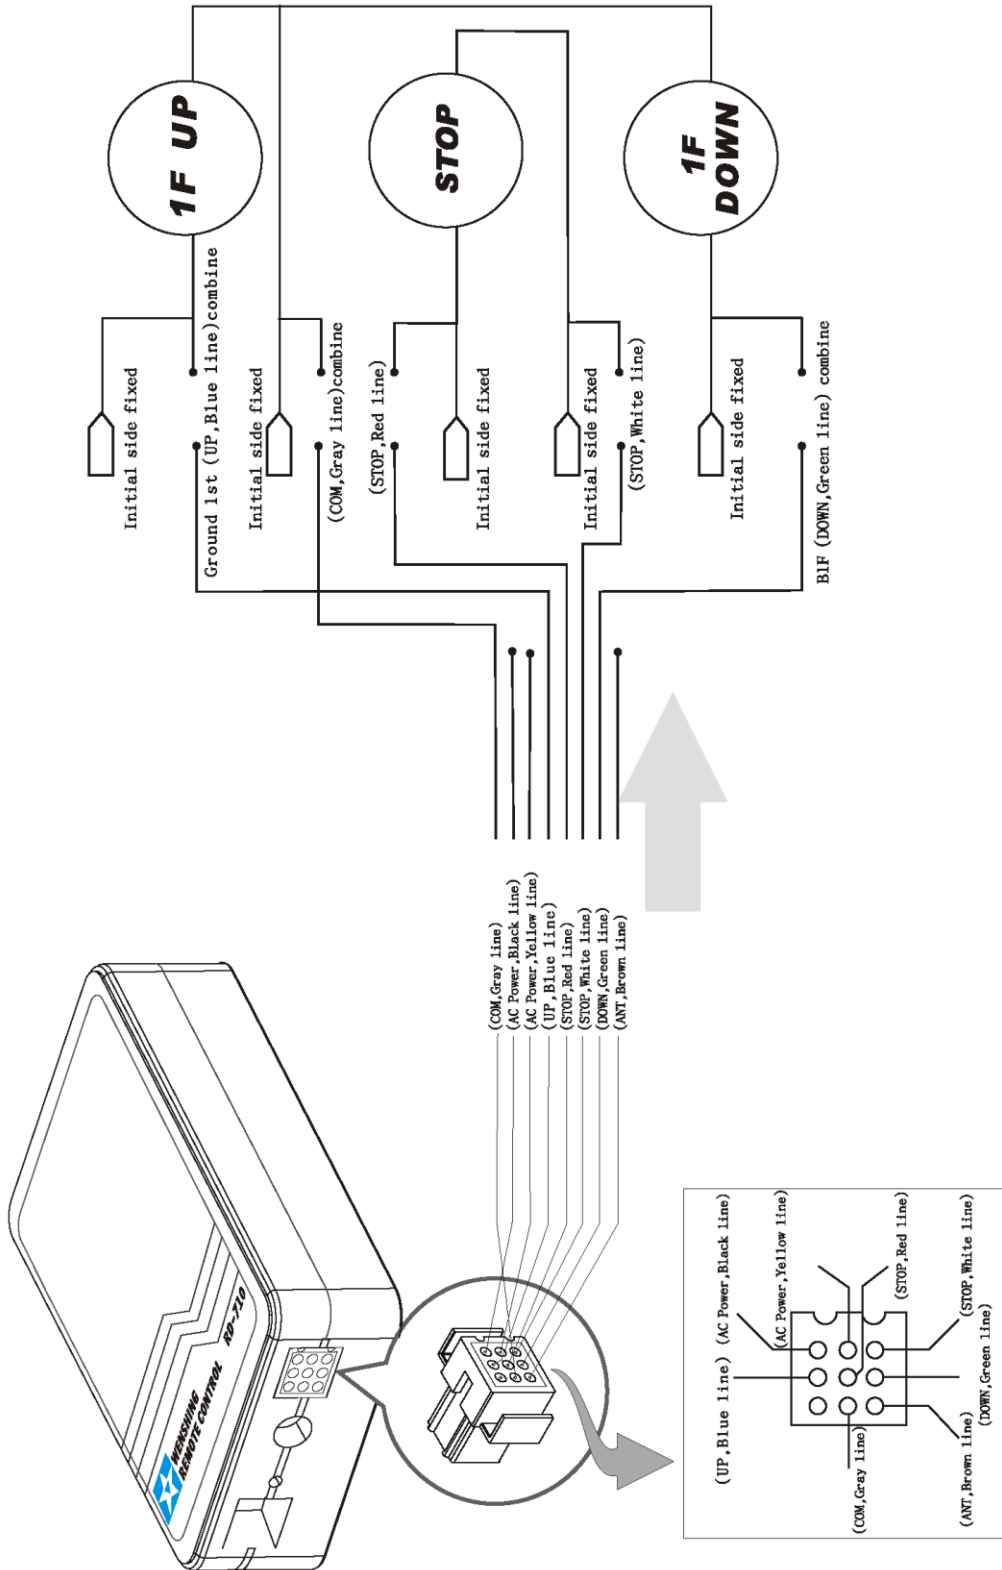 1F UP
STOP
1F
DOWN
Initial side fixed
Ground 1st (UP,Blue line)combine
Initial side fixed
(COM,Gray line)combine
(STOP,Red line)
Initial side fixed
Initial side fixed
(STOP,White line)
Initial side fixed
B1F (DOWN,Green line) combine
(COM,Gray line)
(AC Power,Black line)
(AC Power,Yellow line)
(UP,Blue line)
(STOP,Red line)
(STOP,White line)
(DOWN,Green line)
(ANT,Brown line)
WENSHING
REMOTE CONTROL RD-710
(UP,Blue line)
(AC Power,Black line)
(AC Power,Yellow line)
(STOP,Red line)
(STOP,White line)
(COM,Gray line)
(ANT,Brown line)
(DOWN,Green line)